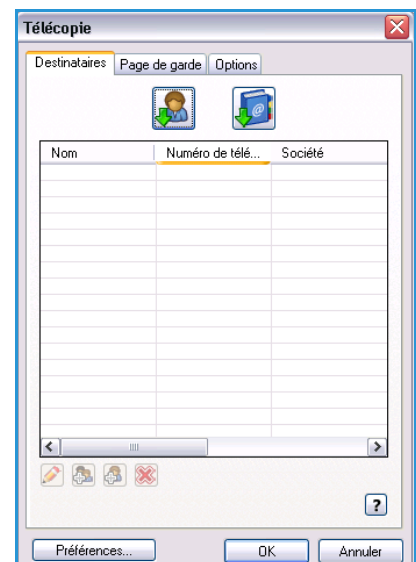 Télécopie
Destinataires Page de garde Options
Nom Numéro de télé... Société
?
Préférences... OK Annuler